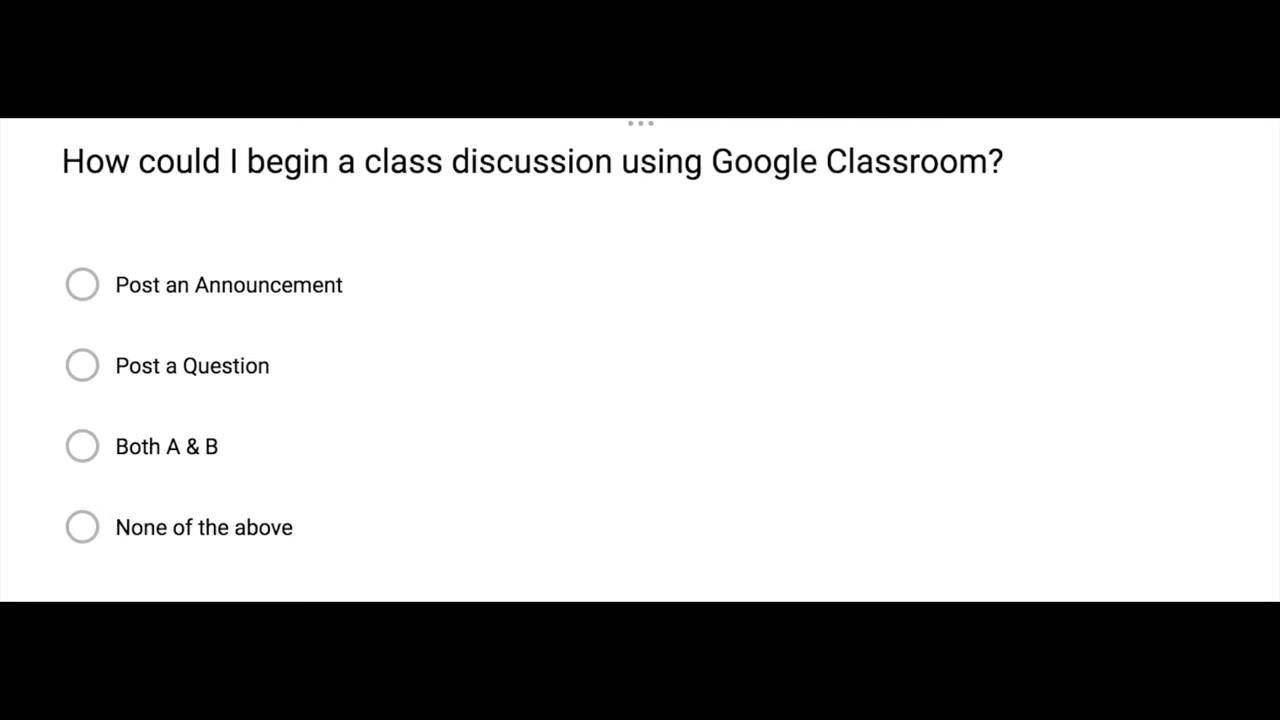 How could I begin a class discussion using Google Classroom?
Post an Announcement
Post a Question
Both A & B
None of the above